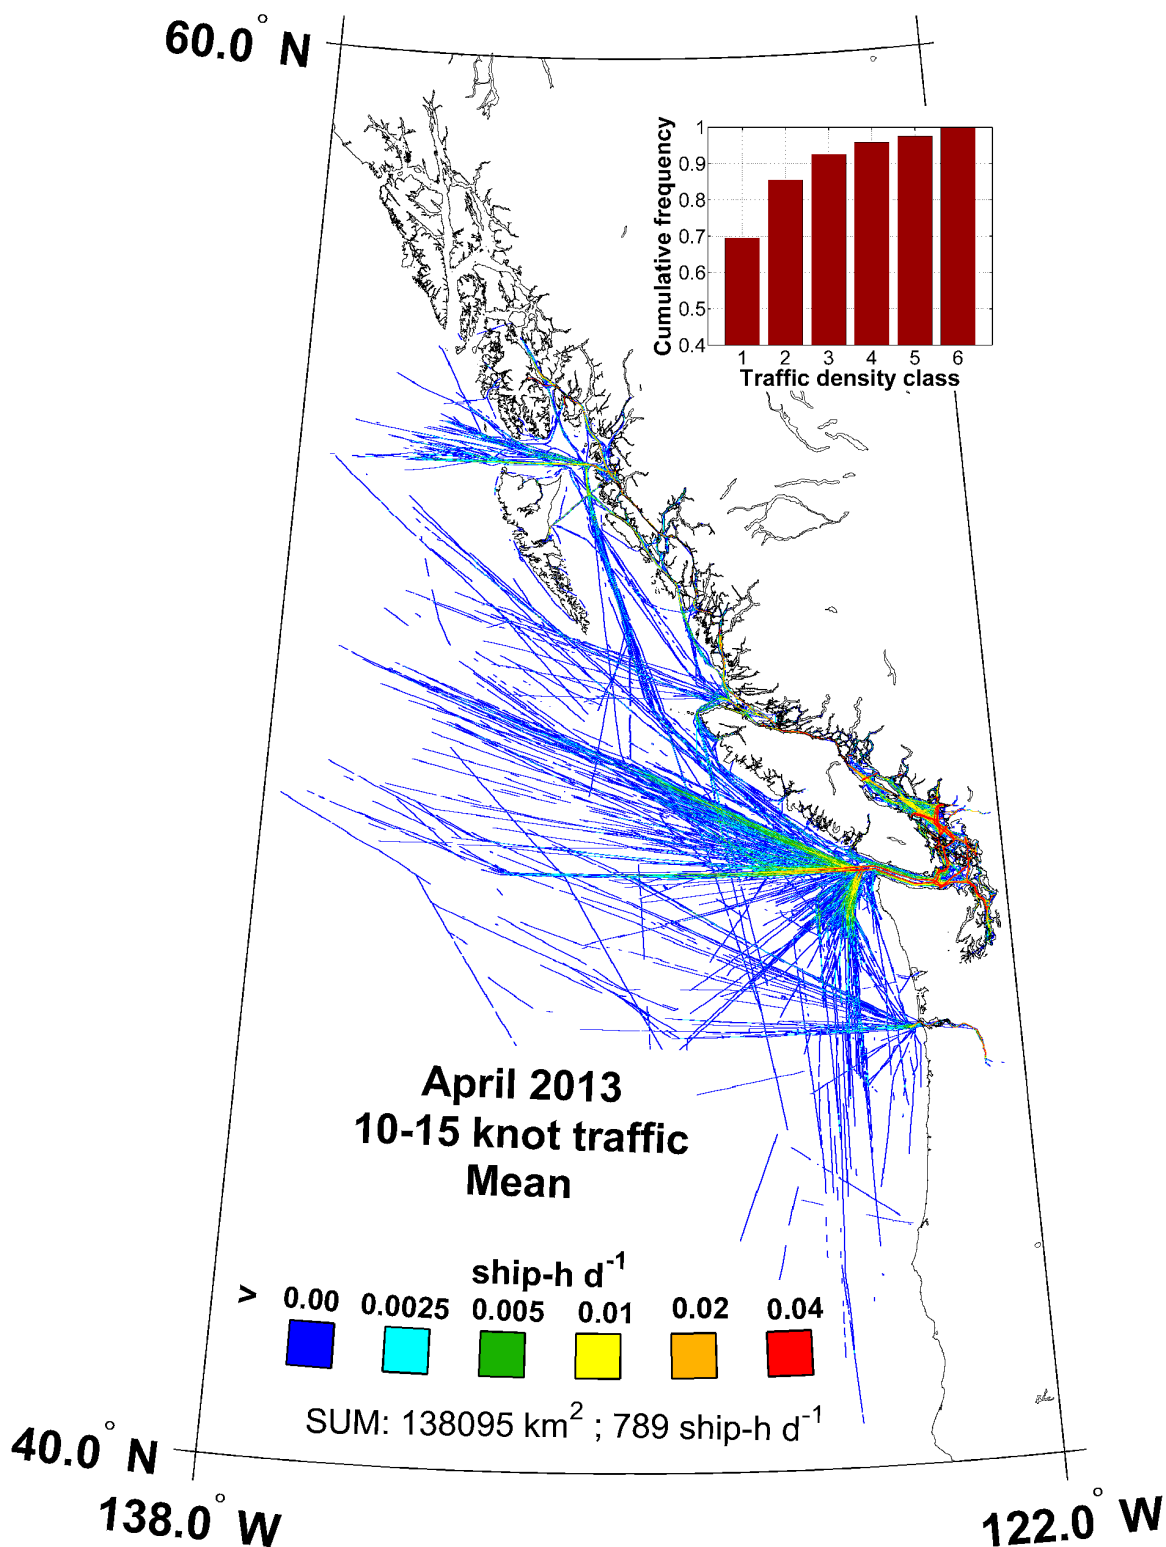 60.0° N
1
0.9
0.8
0.7
0.6
0.5
0.4
Cumulative frequency
1 2 3 4 5 6
Traffic density class
April 2013
10-15 knot traffic
Mean
ship-h d⁻¹
> 0.00 0.0025 0.005 0.01 0.02 0.04
SUM: 138095 km² ; 789 ship-h d⁻¹
40.0° N
138.0° W
122.0° W